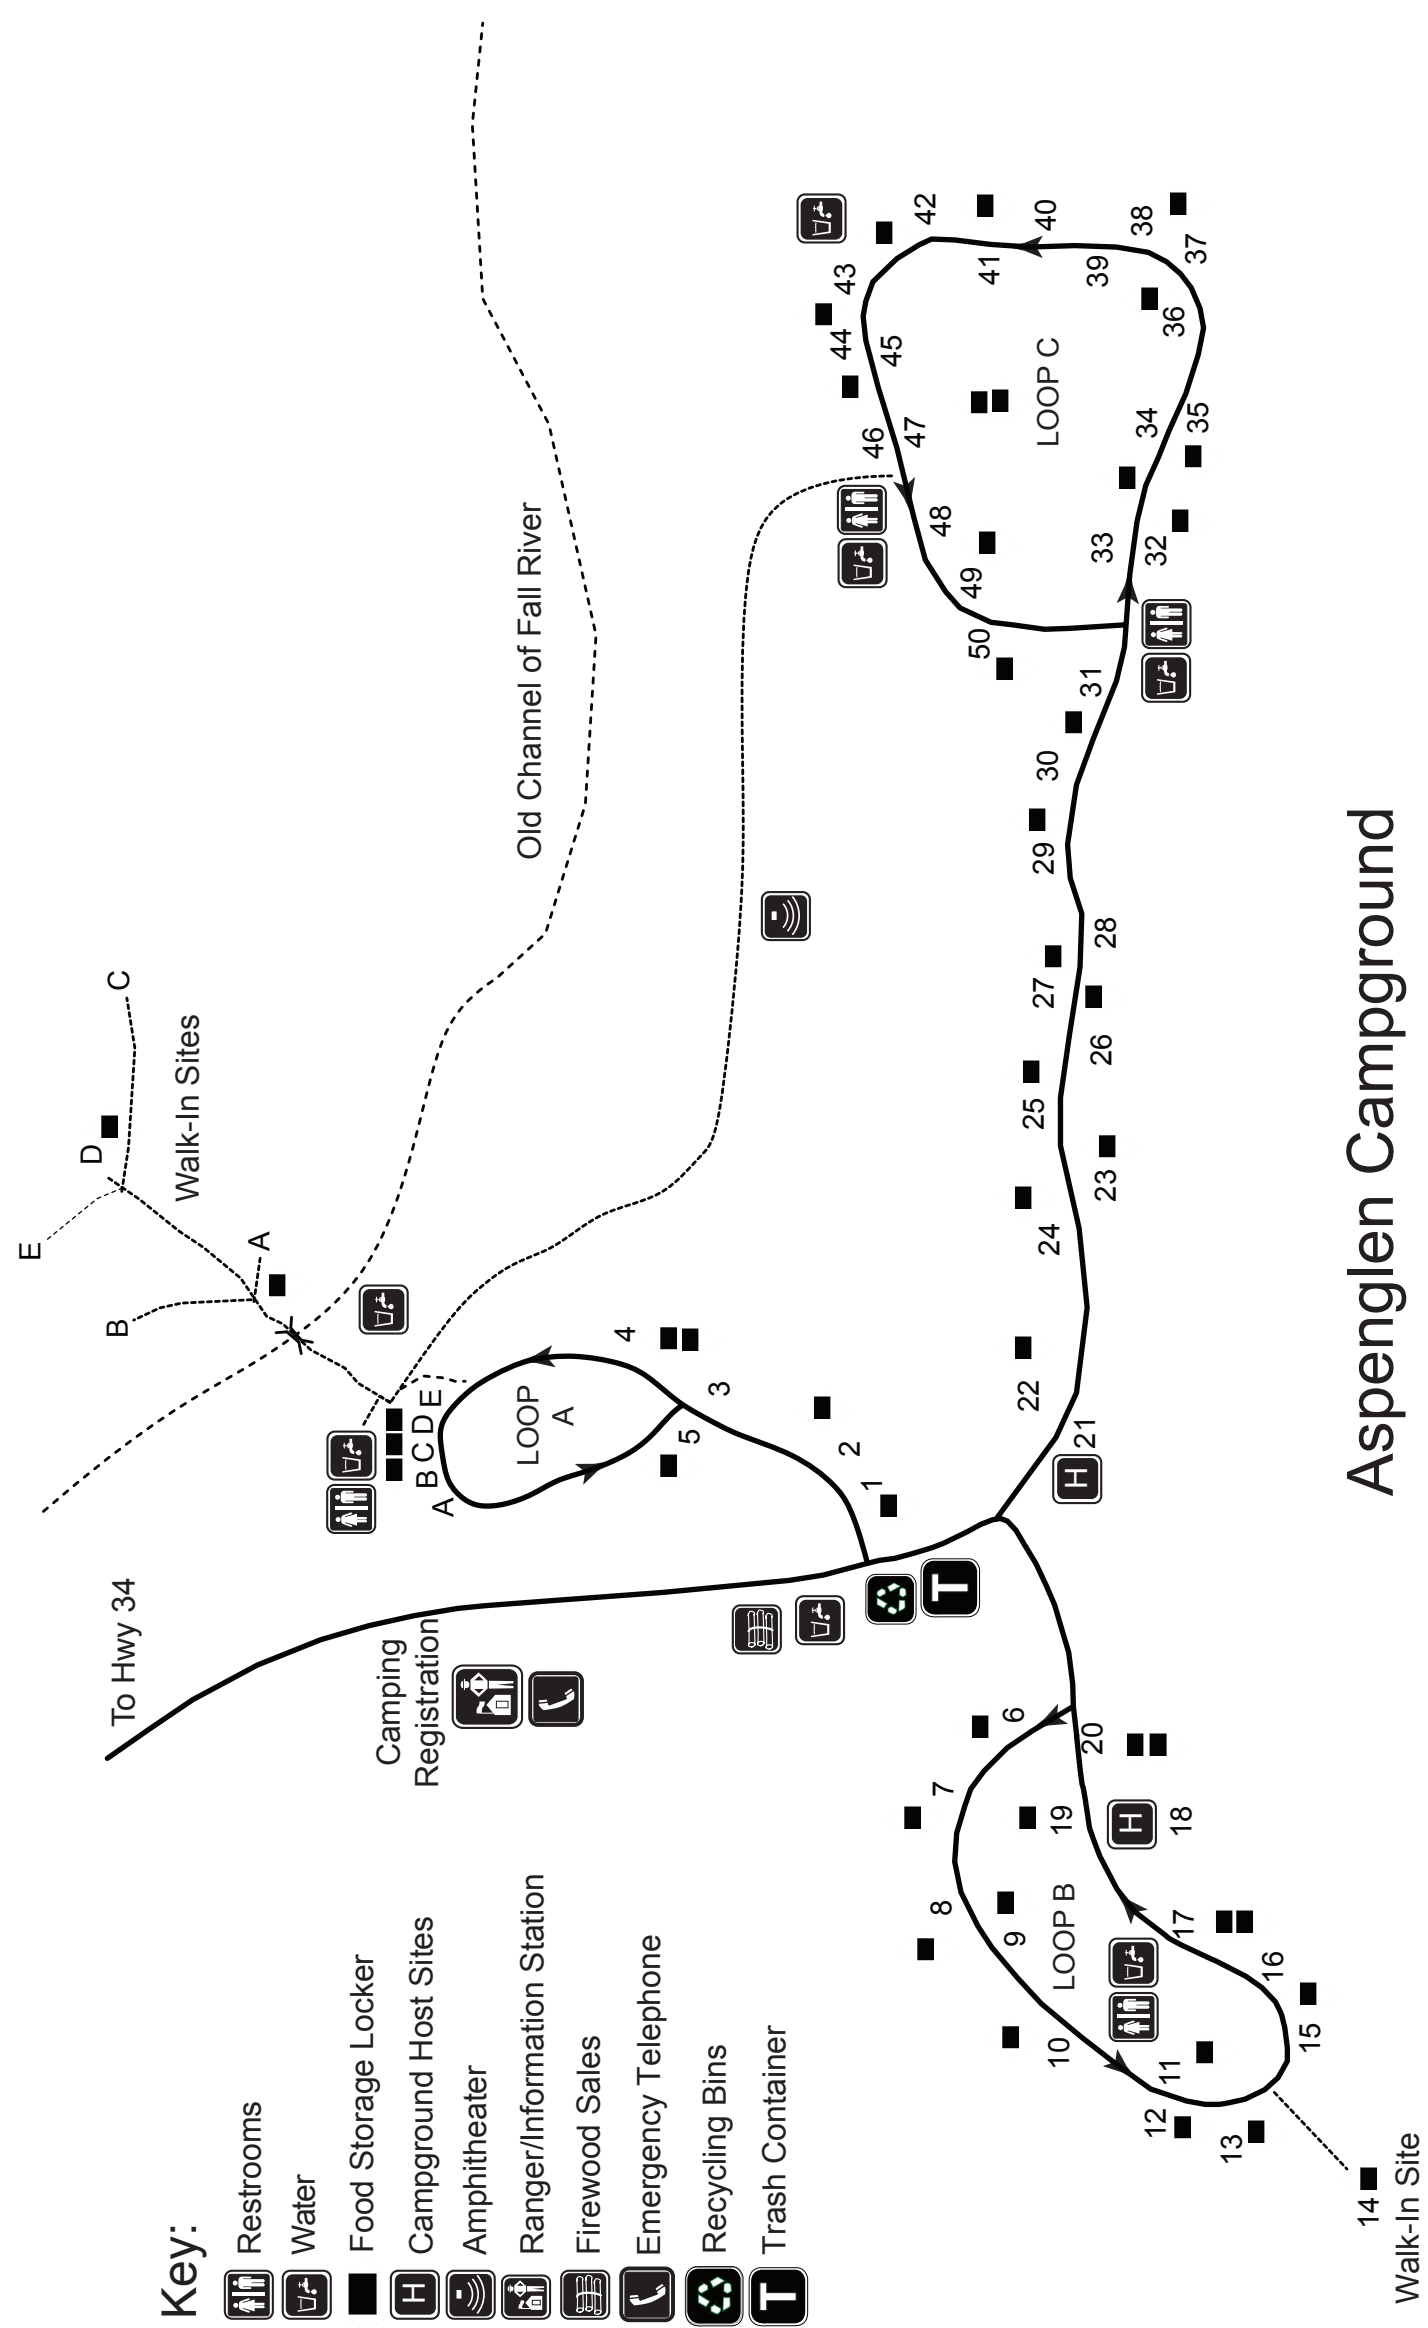 Key:
Restrooms
Water
Food Storage Locker
H
Campground Host Sites
Amphitheater
Ranger/Information Station
Firewood Sales
Emergency Telephone
Recycling Bins
T
Trash Container
To Hwy 34
Camping
Registration
Walk-In Sites
A
B
C
D
E
Old Channel of Fall River
A
B
C
D
E
LOOP
A
1
2
3
4
5
T
LOOP B
6
7
8
9
10
11
12
13
14
Walk-In Site
15
16
17
18
H
19
20
H
21
22
23
24
25
26
27
28
29
30
31
LOOP C
32
33
34
35
36
37
38
39
40
41
42
43
44
45
46
47
48
49
50
Aspenglen Campground